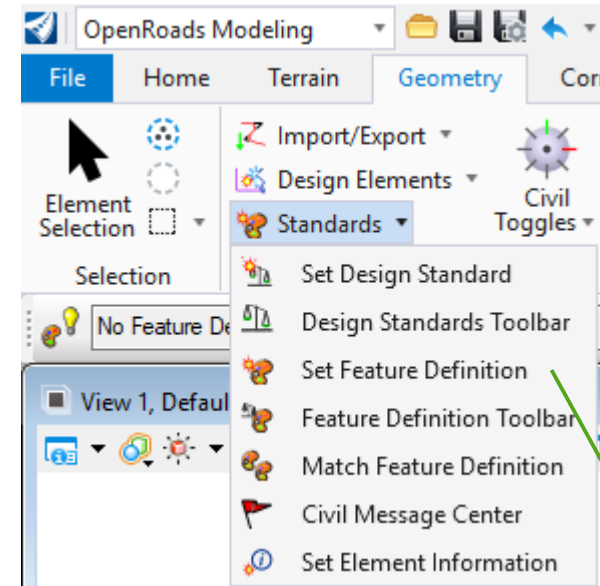 OpenRoads Modeling
File Home Terrain Geometry
Import/Export
Design Elements
Element
Selection
Standards
Civil
Toggles
Selection
Set Design Standard
Design Standards Toolbar
Set Feature Definition
Feature Definition Toolbar
Match Feature Definition
Civil Message Center
Set Element Information
No Feature
View 1,